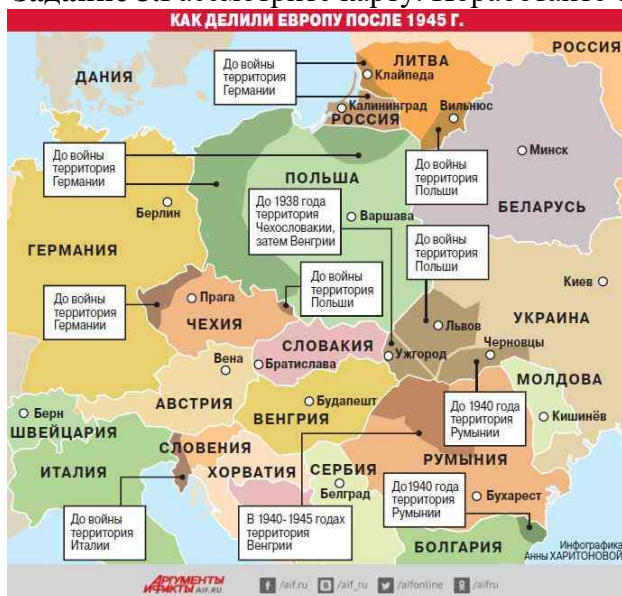 КАК ДЕЛИЛИ ЕВРОПУ ПОСЛЕ 1945 Г.
ДАНИЯ
До войны
территория
Германии
ЛИТВА
Клайпеда
РОССИЯ
Калининград
РОССИЯ
Вильнюс
До войны
территория
Германии
ПОЛЬША
До войны
территория
Польши
Минск
БЕЛАРУСЬ
Берлин
До 1938 года
территория
Чехословакии,
затем Венгрии
Варшава
До войны
территория
Польши
ГЕРМАНИЯ
До войны
территория
Германии
Прага
ЧЕХИЯ
До войны
территория
Польши
Львов
Киев
УКРАИНА
СЛОВАКИЯ
Ужгород
Черновцы
Вена
Братислава
МОЛДОВА
АВСТРИЯ
Будапешт
ВЕНГРИЯ
До 1940 года
территория
Румынии
Кишинёв
Берн
ШВЕЙЦАРИЯ
СЛОВЕНИЯ
ИТАЛИЯ
ХОРВАТИЯ
СЕРБИЯ
Белград
РУМЫНИЯ
До 1940 года
территория
Румынии
Бухарест
До войны
территория
Италии
В 1940-1945 годах
территория
Венгрии
БОЛГАРИЯ
Инфографика
Анны ХАРИТОНОВОЙ
АРГУМЕНТЫ
И ФАКТЫ AIF.RU
/aif.ru
/aif_ru
/aifonline
/aifru